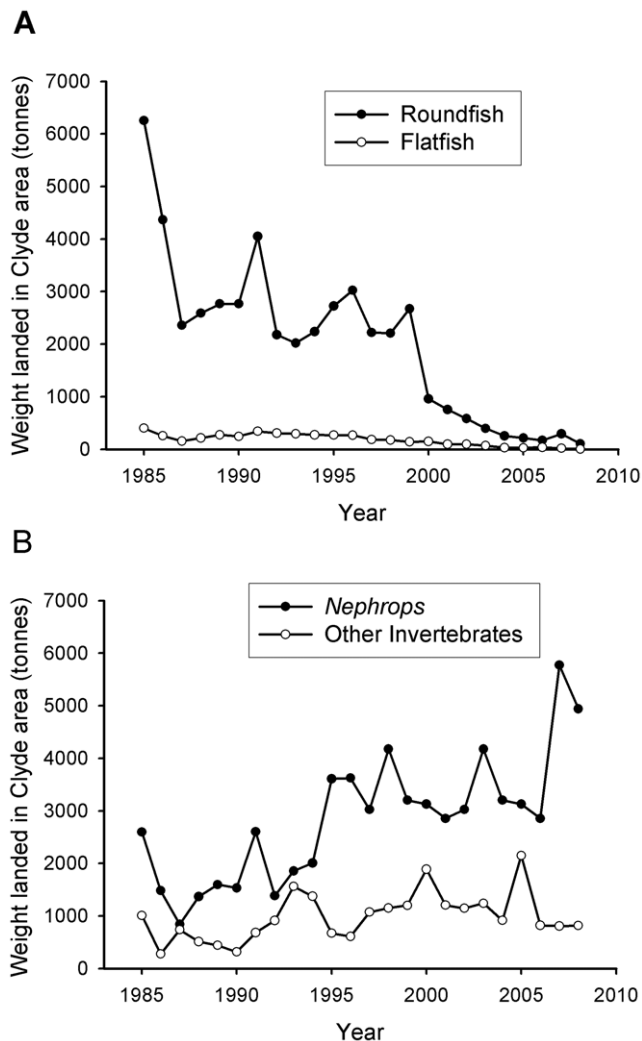 A
Weight landed in Clyde area (tonnes)
7000
6000
5000
4000
3000
2000
1000
0
Roundfish
Flatfish
1985 1990 1995 2000 2005 2010
Year
B
Weight landed in Clyde area (tonnes)
7000
6000
5000
4000
3000
2000
1000
0
Nephrops
Other Invertebrates
1985 1990 1995 2000 2005 2010
Year